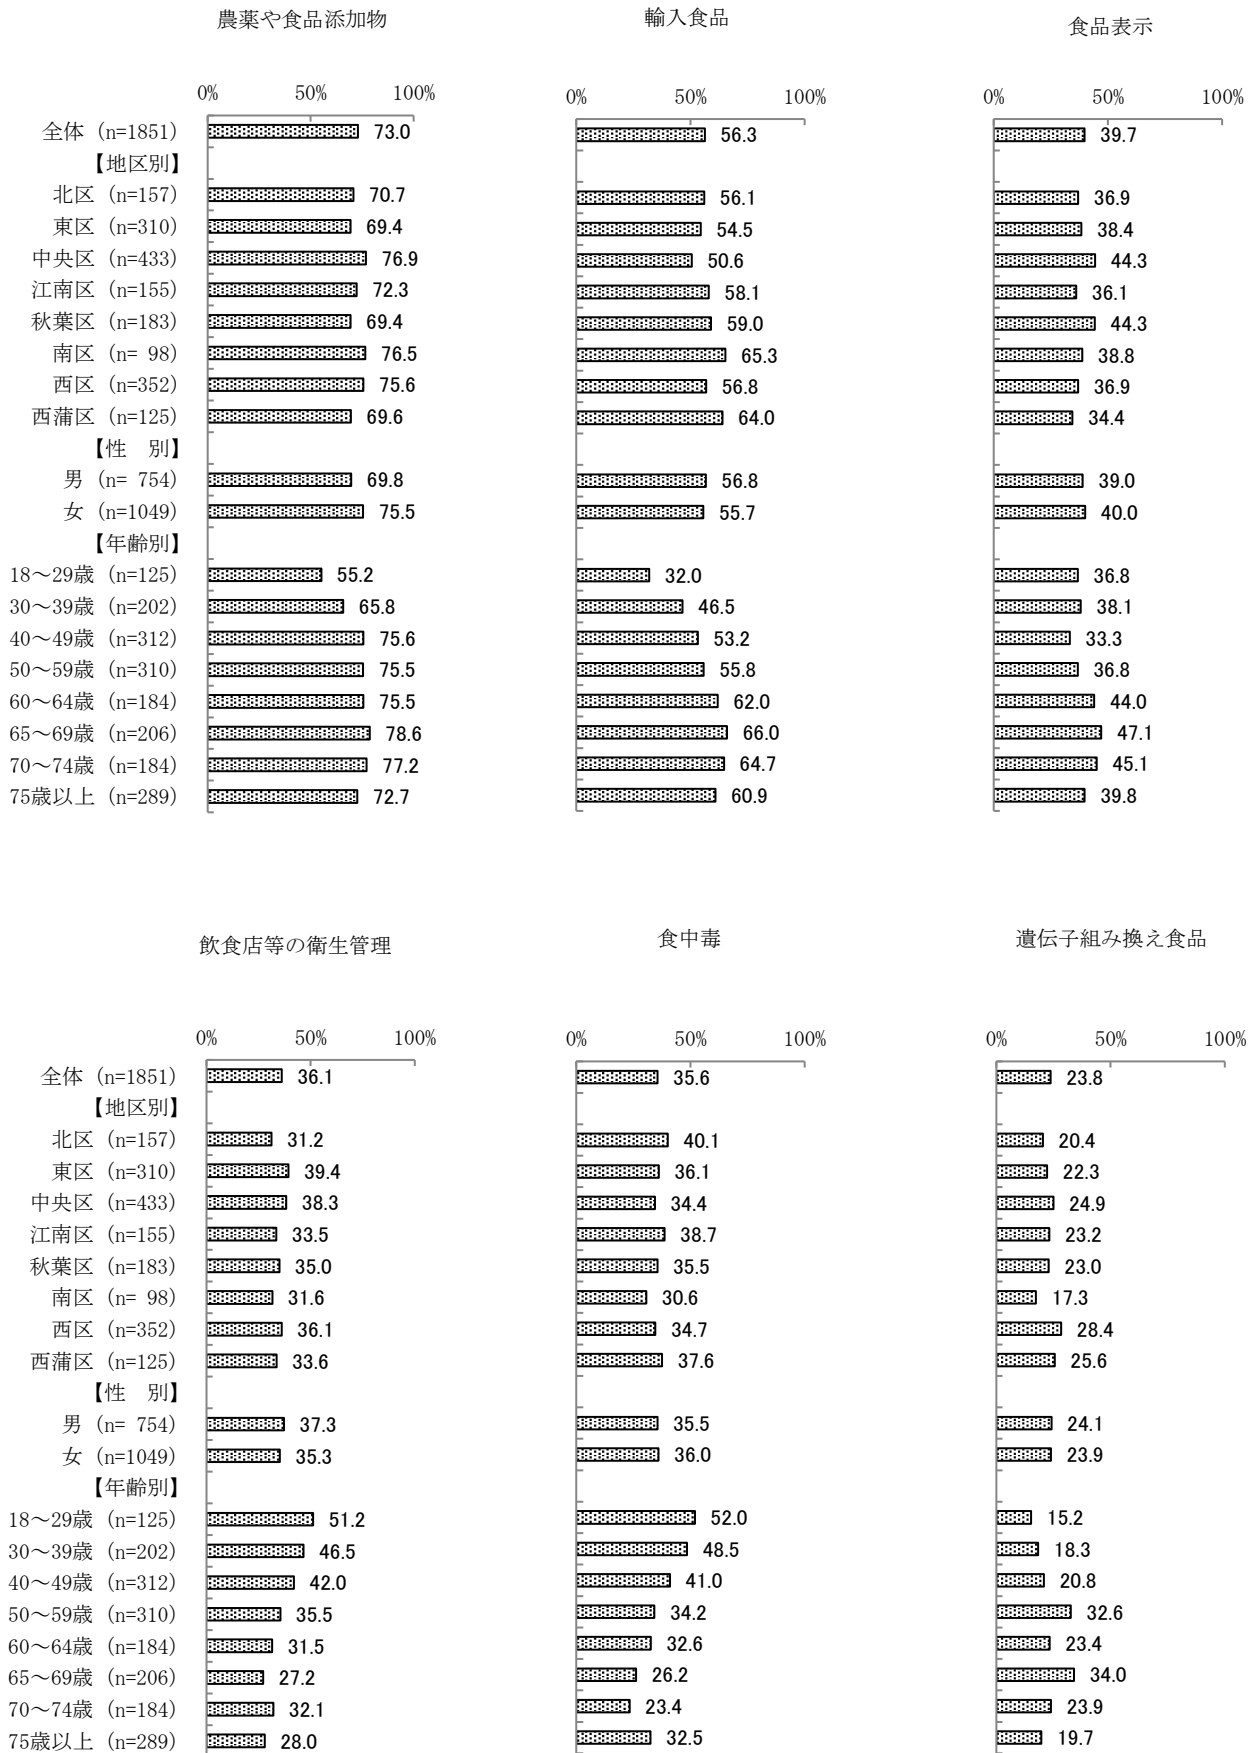 農薬や食品添加物 輸入食品 食品表示
0% 50% 100% 0% 50% 100% 0% 50% 100%
全体 (n=1851) 73.0 56.3 39.7
【地区別】
北区 (n=157) 70.7 56.1 36.9
東区 (n=310) 69.4 54.5 38.4
中央区 (n=433) 76.9 50.6 44.3
江南区 (n=155) 72.3 58.1 36.1
秋葉区 (n=183) 69.4 59.0 44.3
南区 (n= 98) 76.5 65.3 38.8
西区 (n=352) 75.6 56.8 36.9
西蒲区 (n=125) 69.6 64.0 34.4
【性　別】
男 (n= 754) 69.8 56.8 39.0
女 (n=1049) 75.5 55.7 40.0
【年齢別】
18～29歳 (n=125) 55.2 32.0 36.8
30～39歳 (n=202) 65.8 46.5 38.1
40～49歳 (n=312) 75.6 53.2 33.3
50～59歳 (n=310) 75.5 55.8 36.8
60～64歳 (n=184) 75.5 62.0 44.0
65～69歳 (n=206) 78.6 66.0 47.1
70～74歳 (n=184) 77.2 64.7 45.1
75歳以上 (n=289) 72.7 60.9 39.8
飲食店等の衛生管理 食中毒 遺伝子組み換え食品
0% 50% 100% 0% 50% 100% 0% 50% 100%
全体 (n=1851) 36.1 35.6 23.8
【地区別】
北区 (n=157) 31.2 40.1 20.4
東区 (n=310) 39.4 36.1 22.3
中央区 (n=433) 38.3 34.4 24.9
江南区 (n=155) 33.5 38.7 23.2
秋葉区 (n=183) 35.0 35.5 23.0
南区 (n= 98) 31.6 30.6 17.3
西区 (n=352) 36.1 34.7 28.4
西蒲区 (n=125) 33.6 37.6 25.6
【性　別】
男 (n= 754) 37.3 35.5 24.1
女 (n=1049) 35.3 36.0 23.9
【年齢別】
18～29歳 (n=125) 51.2 52.0 15.2
30～39歳 (n=202) 46.5 48.5 18.3
40～49歳 (n=312) 42.0 41.0 20.8
50～59歳 (n=310) 35.5 34.2 32.6
60～64歳 (n=184) 31.5 32.6 23.4
65～69歳 (n=206) 27.2 26.2 34.0
70～74歳 (n=184) 32.1 23.4 23.9
75歳以上 (n=289) 28.0 32.5 19.7